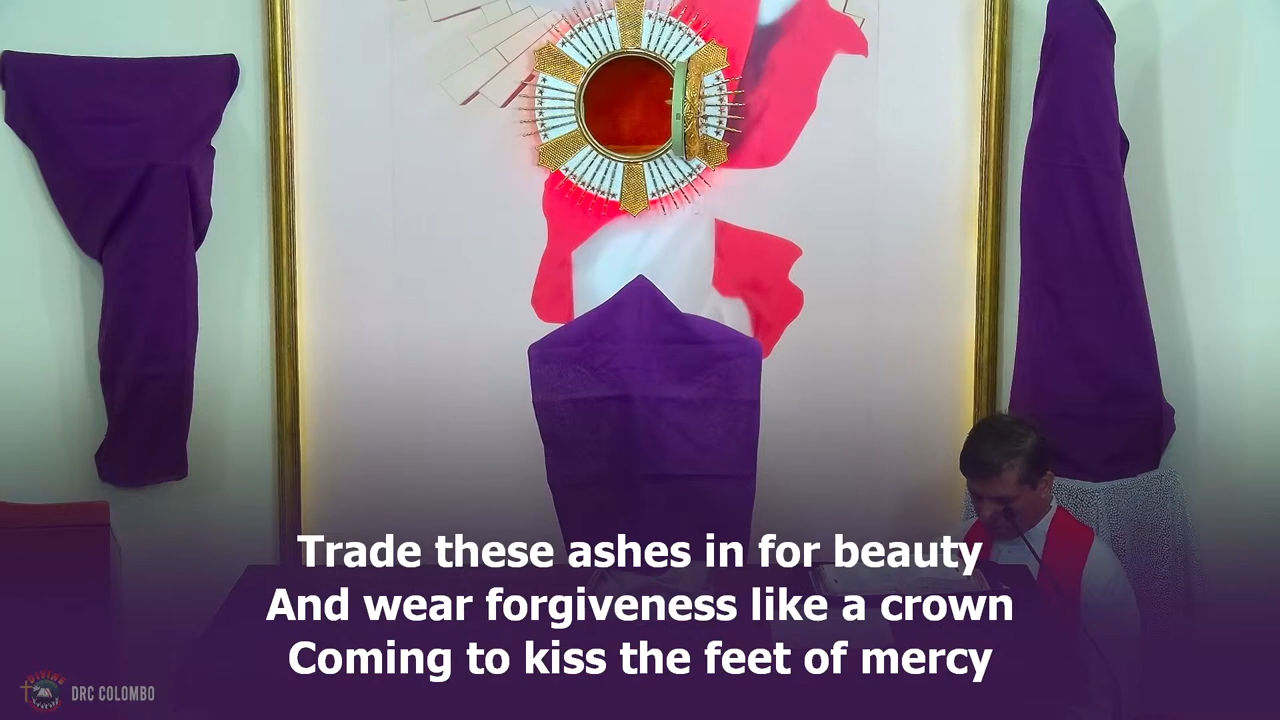 Trade these ashes in for beauty
And wear forgiveness like a crown
Coming to kiss the feet of mercy
DIVINE
DRC COLOMBO